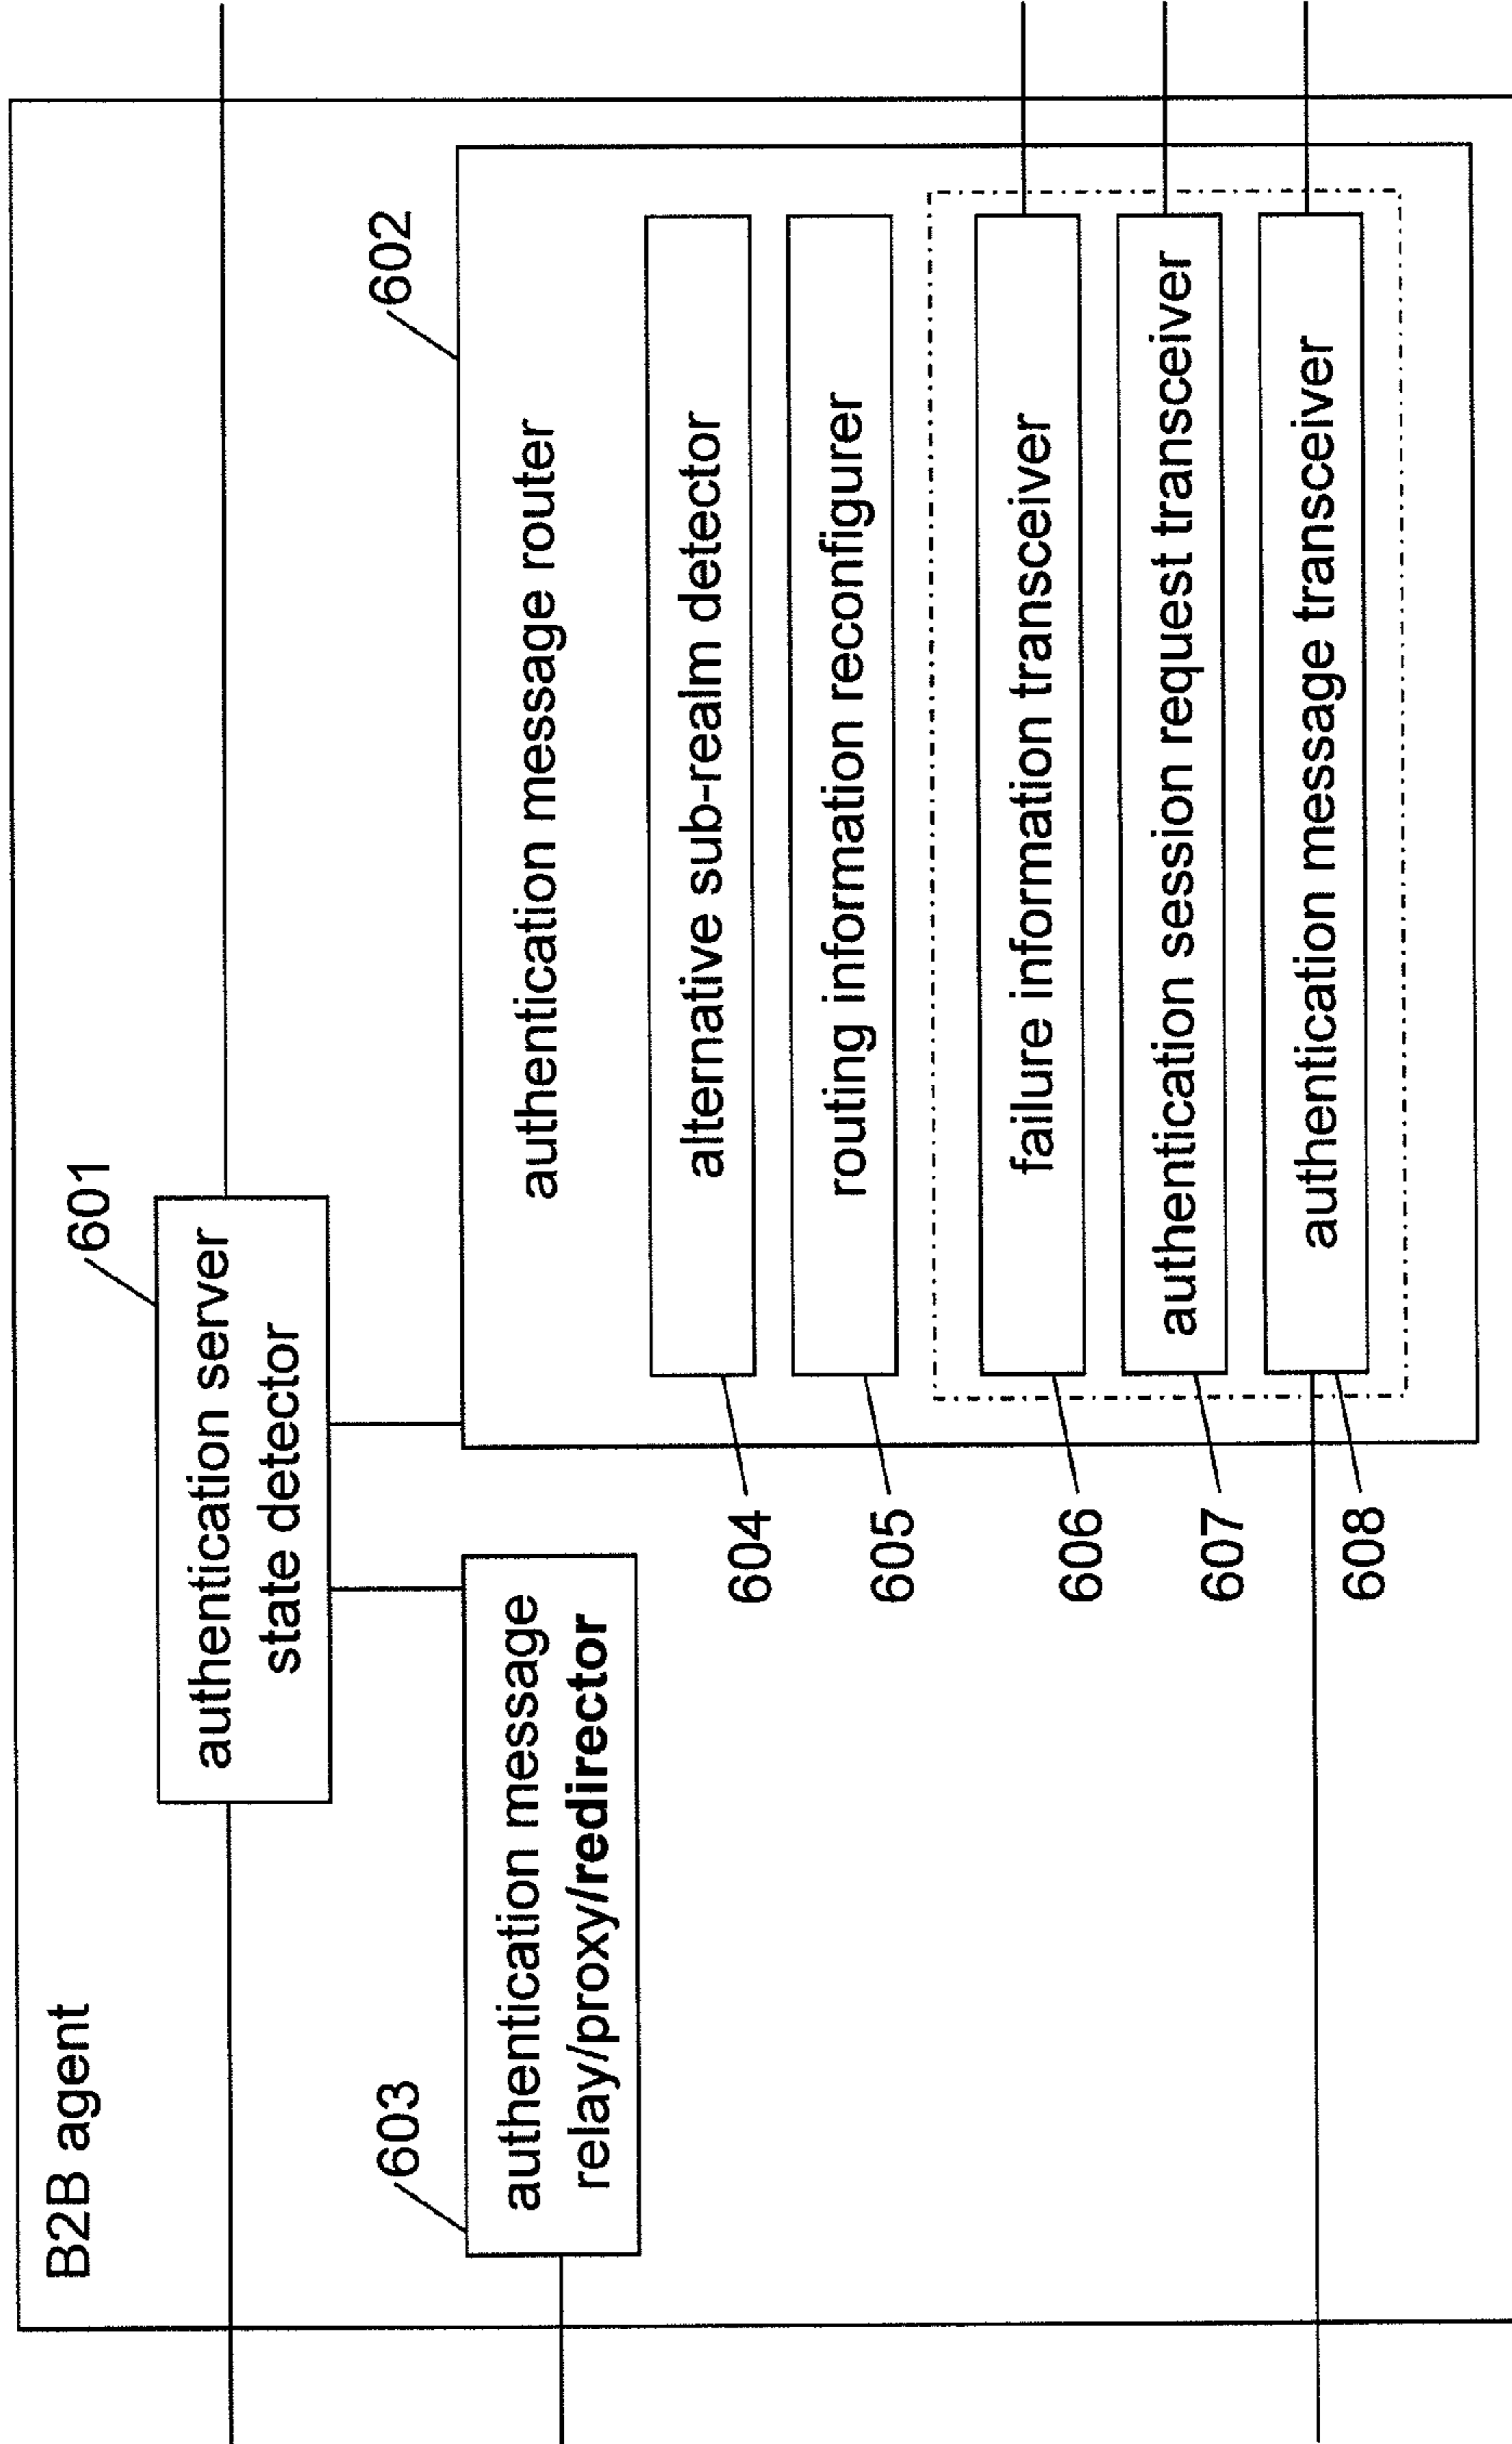 B2B agent
601
authentication server
state detector
603
authentication message
relay/proxy/redirector
602
authentication message router
604
alternative sub-realm detector
605
routing information reconfigurer
606
failure information transceiver
607
authentication session request transceiver
608
authentication message transceiver